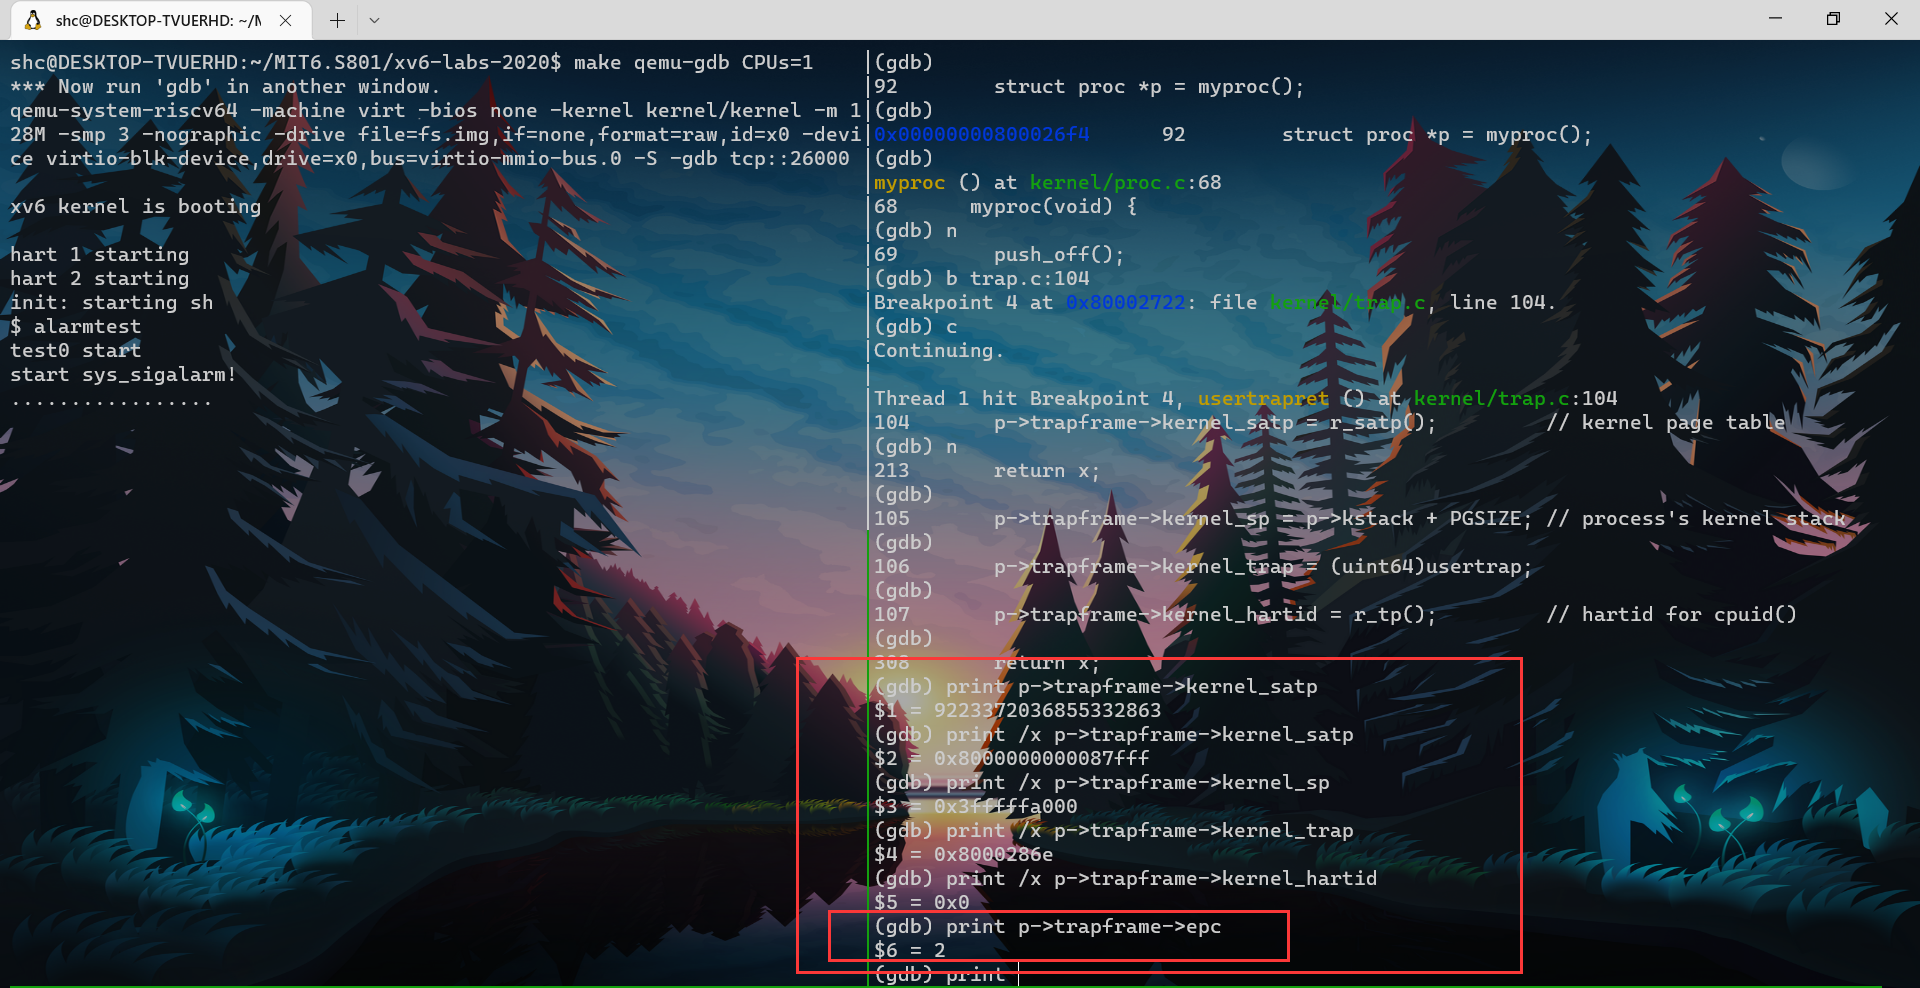 shc@DESKTOP-TVUERHD: ~/M
shc@DESKTOP-TVUERHD:~/MIT6.S801/xv6-labs-2020$ make qemu-gdb CPUs=1
*** Now run 'gdb' in another window.
qemu-system-riscv64 -machine virt -bios none -kernel kernel/kernel -m 1
28M -smp 3 -nographic -drive file=fs.img,if=none,format=raw,id=x0 -devi
ce virtio-blk-device,drive=x0,bus=virtio-mmio-bus.0 -S -gdb tcp::26000
xv6 kernel is booting
hart 1 starting
hart 2 starting
init: starting sh
$ alarmtest
test0 start
start sys_sigalarm!
.................
(gdb)
92 struct proc *p = myproc();
(gdb)
0x00000000800026f4 92 struct proc *p = myproc();
(gdb)
myproc () at kernel/proc.c:68
68 myproc(void) {
(gdb) n
69 push_off();
(gdb) b trap.c:104
Breakpoint 4 at 0x80002722: file kernel/trap.c, line 104.
(gdb) c
Continuing.
Thread 1 hit Breakpoint 4, usertrapret () at kernel/trap.c:104
104 p->trapframe->kernel_satp = r_satp(); // kernel page table
(gdb) n
213 return x;
(gdb)
105 p->trapframe->kernel_sp = p->kstack + PGSIZE; // process's kernel stack
(gdb)
106 p->trapframe->kernel_trap = (uint64)usertrap;
(gdb)
107 p->trapframe->kernel_hartid = r_tp(); // hartid for cpuid()
(gdb)
308 return x;
(gdb) print p->trapframe->kernel_satp
$1 = 9223372036855332863
(gdb) print /x p->trapframe->kernel_satp
$2 = 0x8000000000087fff
(gdb) print /x p->trapframe->kernel_sp
$3 = 0x3fffffa000
(gdb) print /x p->trapframe->kernel_trap
$4 = 0x8000286e
(gdb) print /x p->trapframe->kernel_hartid
$5 = 0x0
(gdb) print p->trapframe->epc
$6 = 2
(gdb) print